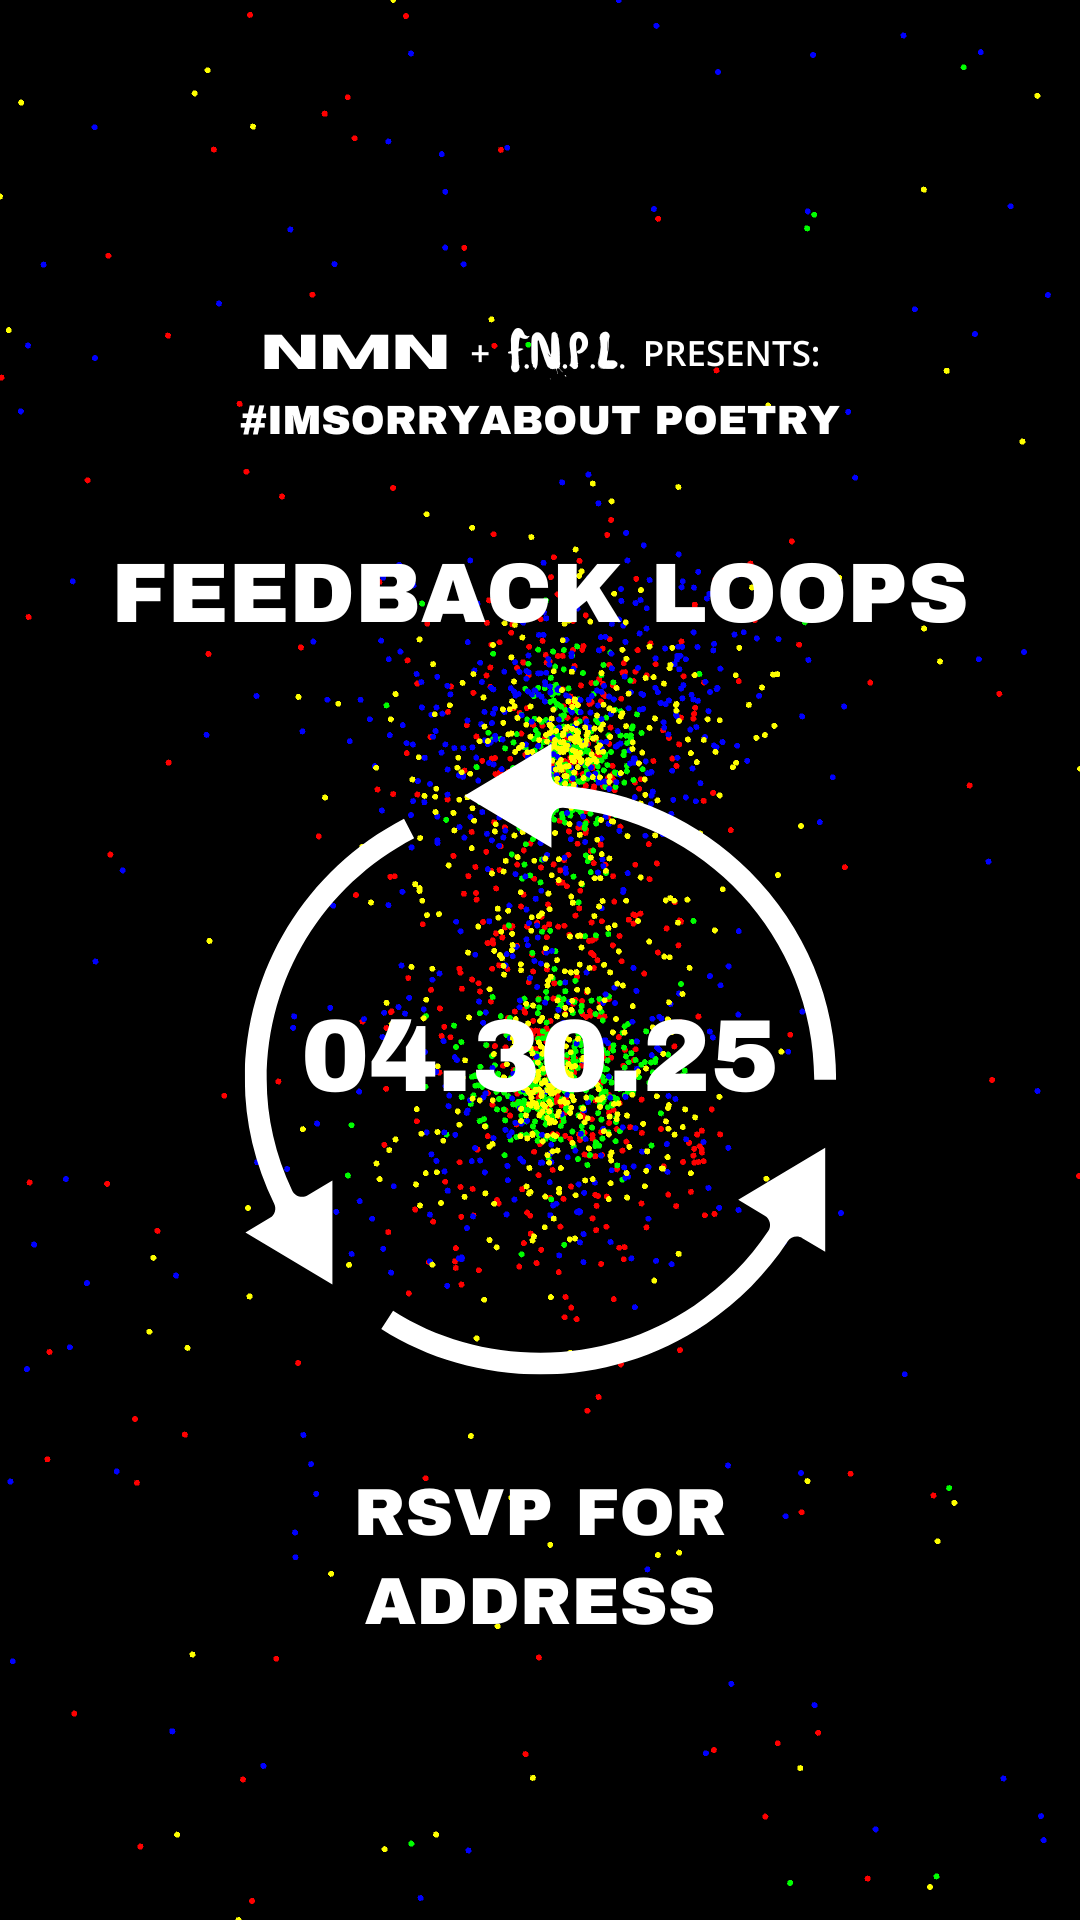 NMN + F.N.P.L. PRESENTS:
#IMSORRYABOUT POETRY
FEEDBACK LOOPS
04.30.25
RSVP FOR
ADDRESS